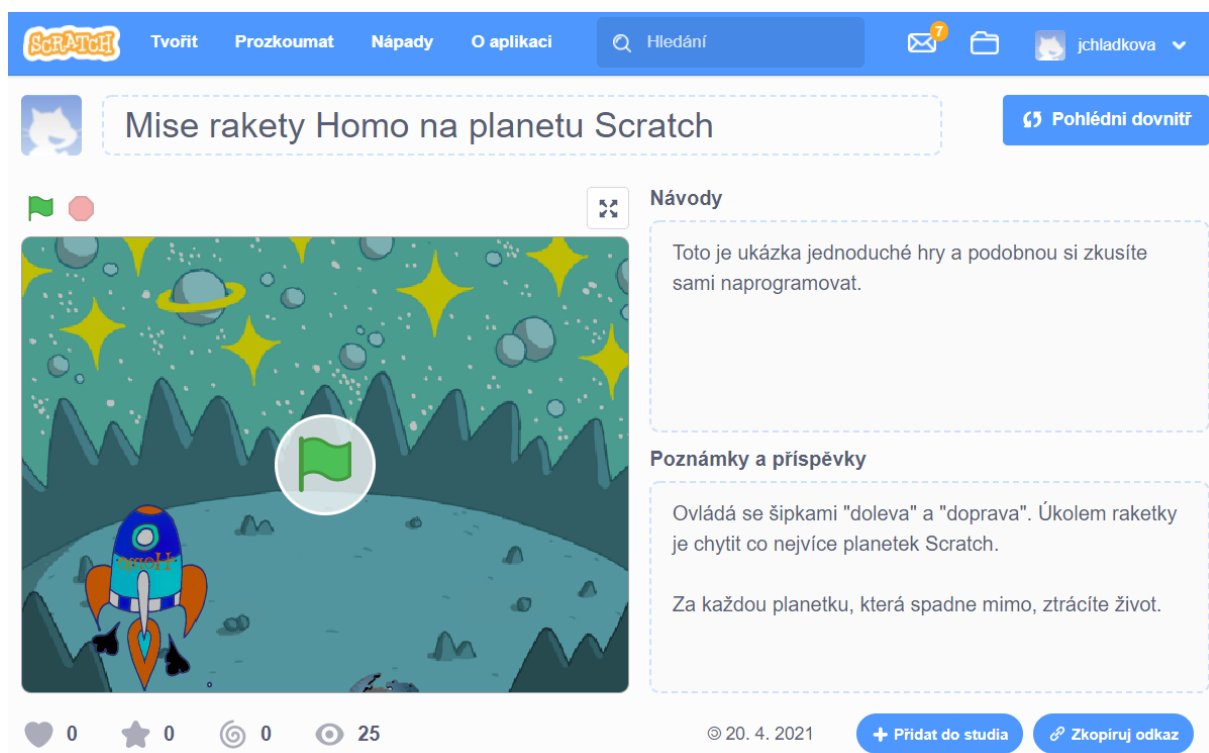 SCRATCH Tvořit Prozkoumat Nápady O aplikaci Hledání 7 jchladkova
Mise rakety Homo na planetu Scratch
Pohlédni dovnitř
Návody
Toto je ukázka jednoduché hry a podobnou si zkusíte
sami naprogramovat.
Poznámky a příspěvky
Ovládá se šipkami "doleva" a "doprava". Úkolem raketky
je chytit co nejvíce planetek Scratch.
Za každou planetku, která spadne mimo, ztrácíte život.
Homo
0 0 0 25 © 20. 4. 2021 Přidat do studia Zkopiruj odkaz